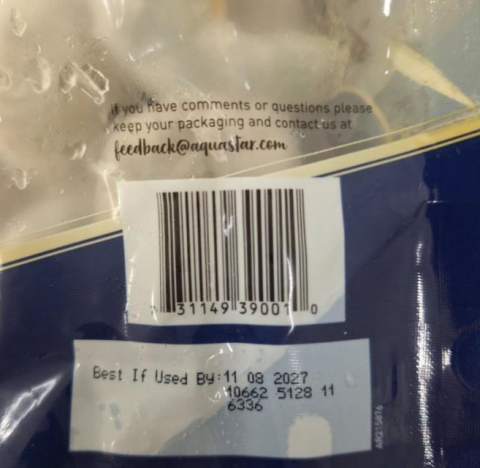 If you have comments or questions please
keep your packaging and contact us at
feedback@aquastar.com
31149 39001 0
Best If Used By: 11 08 2027
10662 5128 11
6336